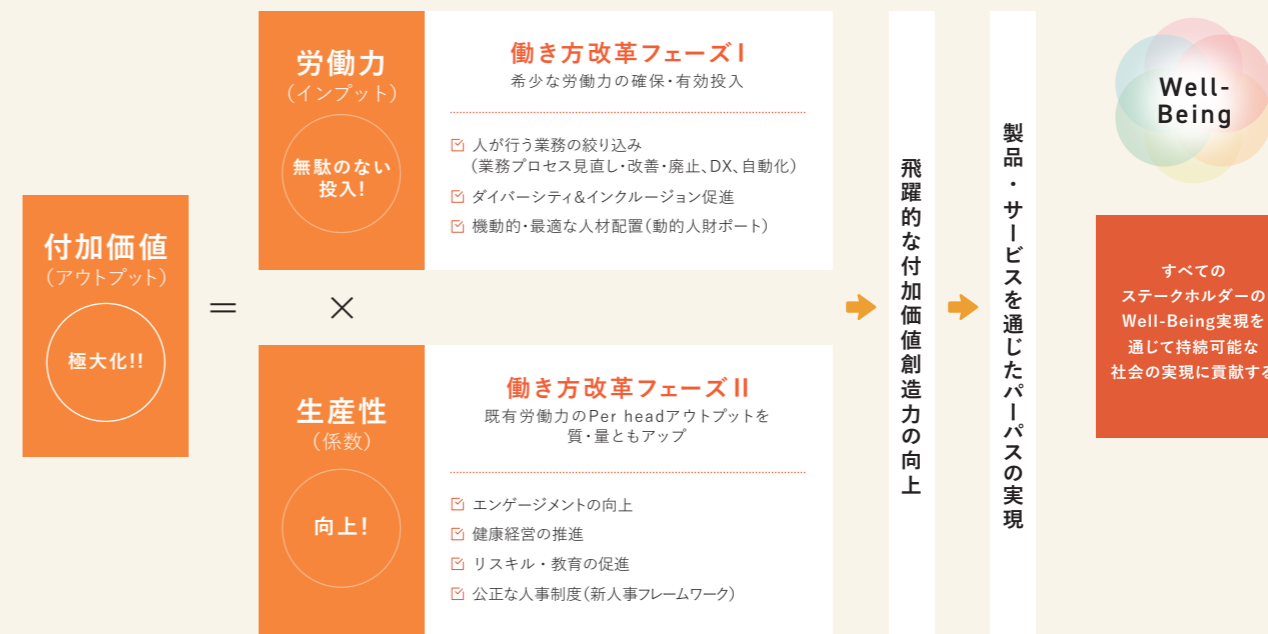 付加価値
（アウトプット）
極大化!!
＝
労働力
（インプット）
無駄のない
投入!
働き方改革フェーズⅠ
希少な労働力の確保・有効投入
人が行う業務の絞り込み
（業務プロセス見直し・改善・廃止、DX、自動化）
ダイバーシティ&インクルージョン促進
機動的・最適な人材配置（動的人財ポート）
×
生産性
（係数）
向上!
働き方改革フェーズⅡ
既有労働力のPer headアウトプットを
質・量ともアップ
エンゲージメントの向上
健康経営の推進
リスキル・教育の促進
公正な人事制度（新人事フレームワーク）
飛躍的な付加価値創造力の向上
製品・サービスを通じたパーパスの実現
Well-
Being
すべての
ステークホルダーの
Well-Being実現を
通じて持続可能な
社会の実現に貢献する